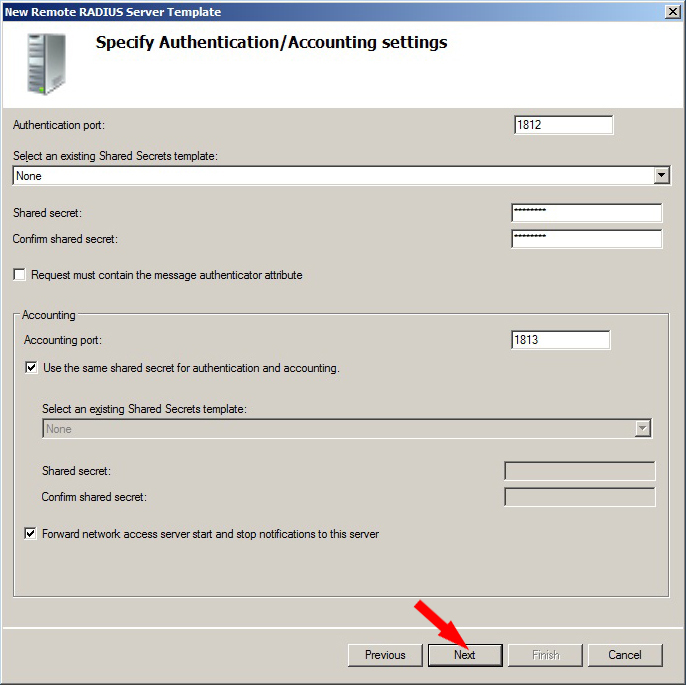 New Remote RADIUS Server Template
Specify Authentication/Accounting settings
Authentication port:
1812
Select an existing Shared Secrets template:
None
Shared secret:
********
Confirm shared secret:
********
Request must contain the message authenticator attribute
Accounting
Accounting port:
1813
Use the same shared secret for authentication and accounting.
Select an existing Shared Secrets template:
None
Shared secret:
Confirm shared secret:
Forward network access server start and stop notifications to this server
Previous Next Finish Cancel